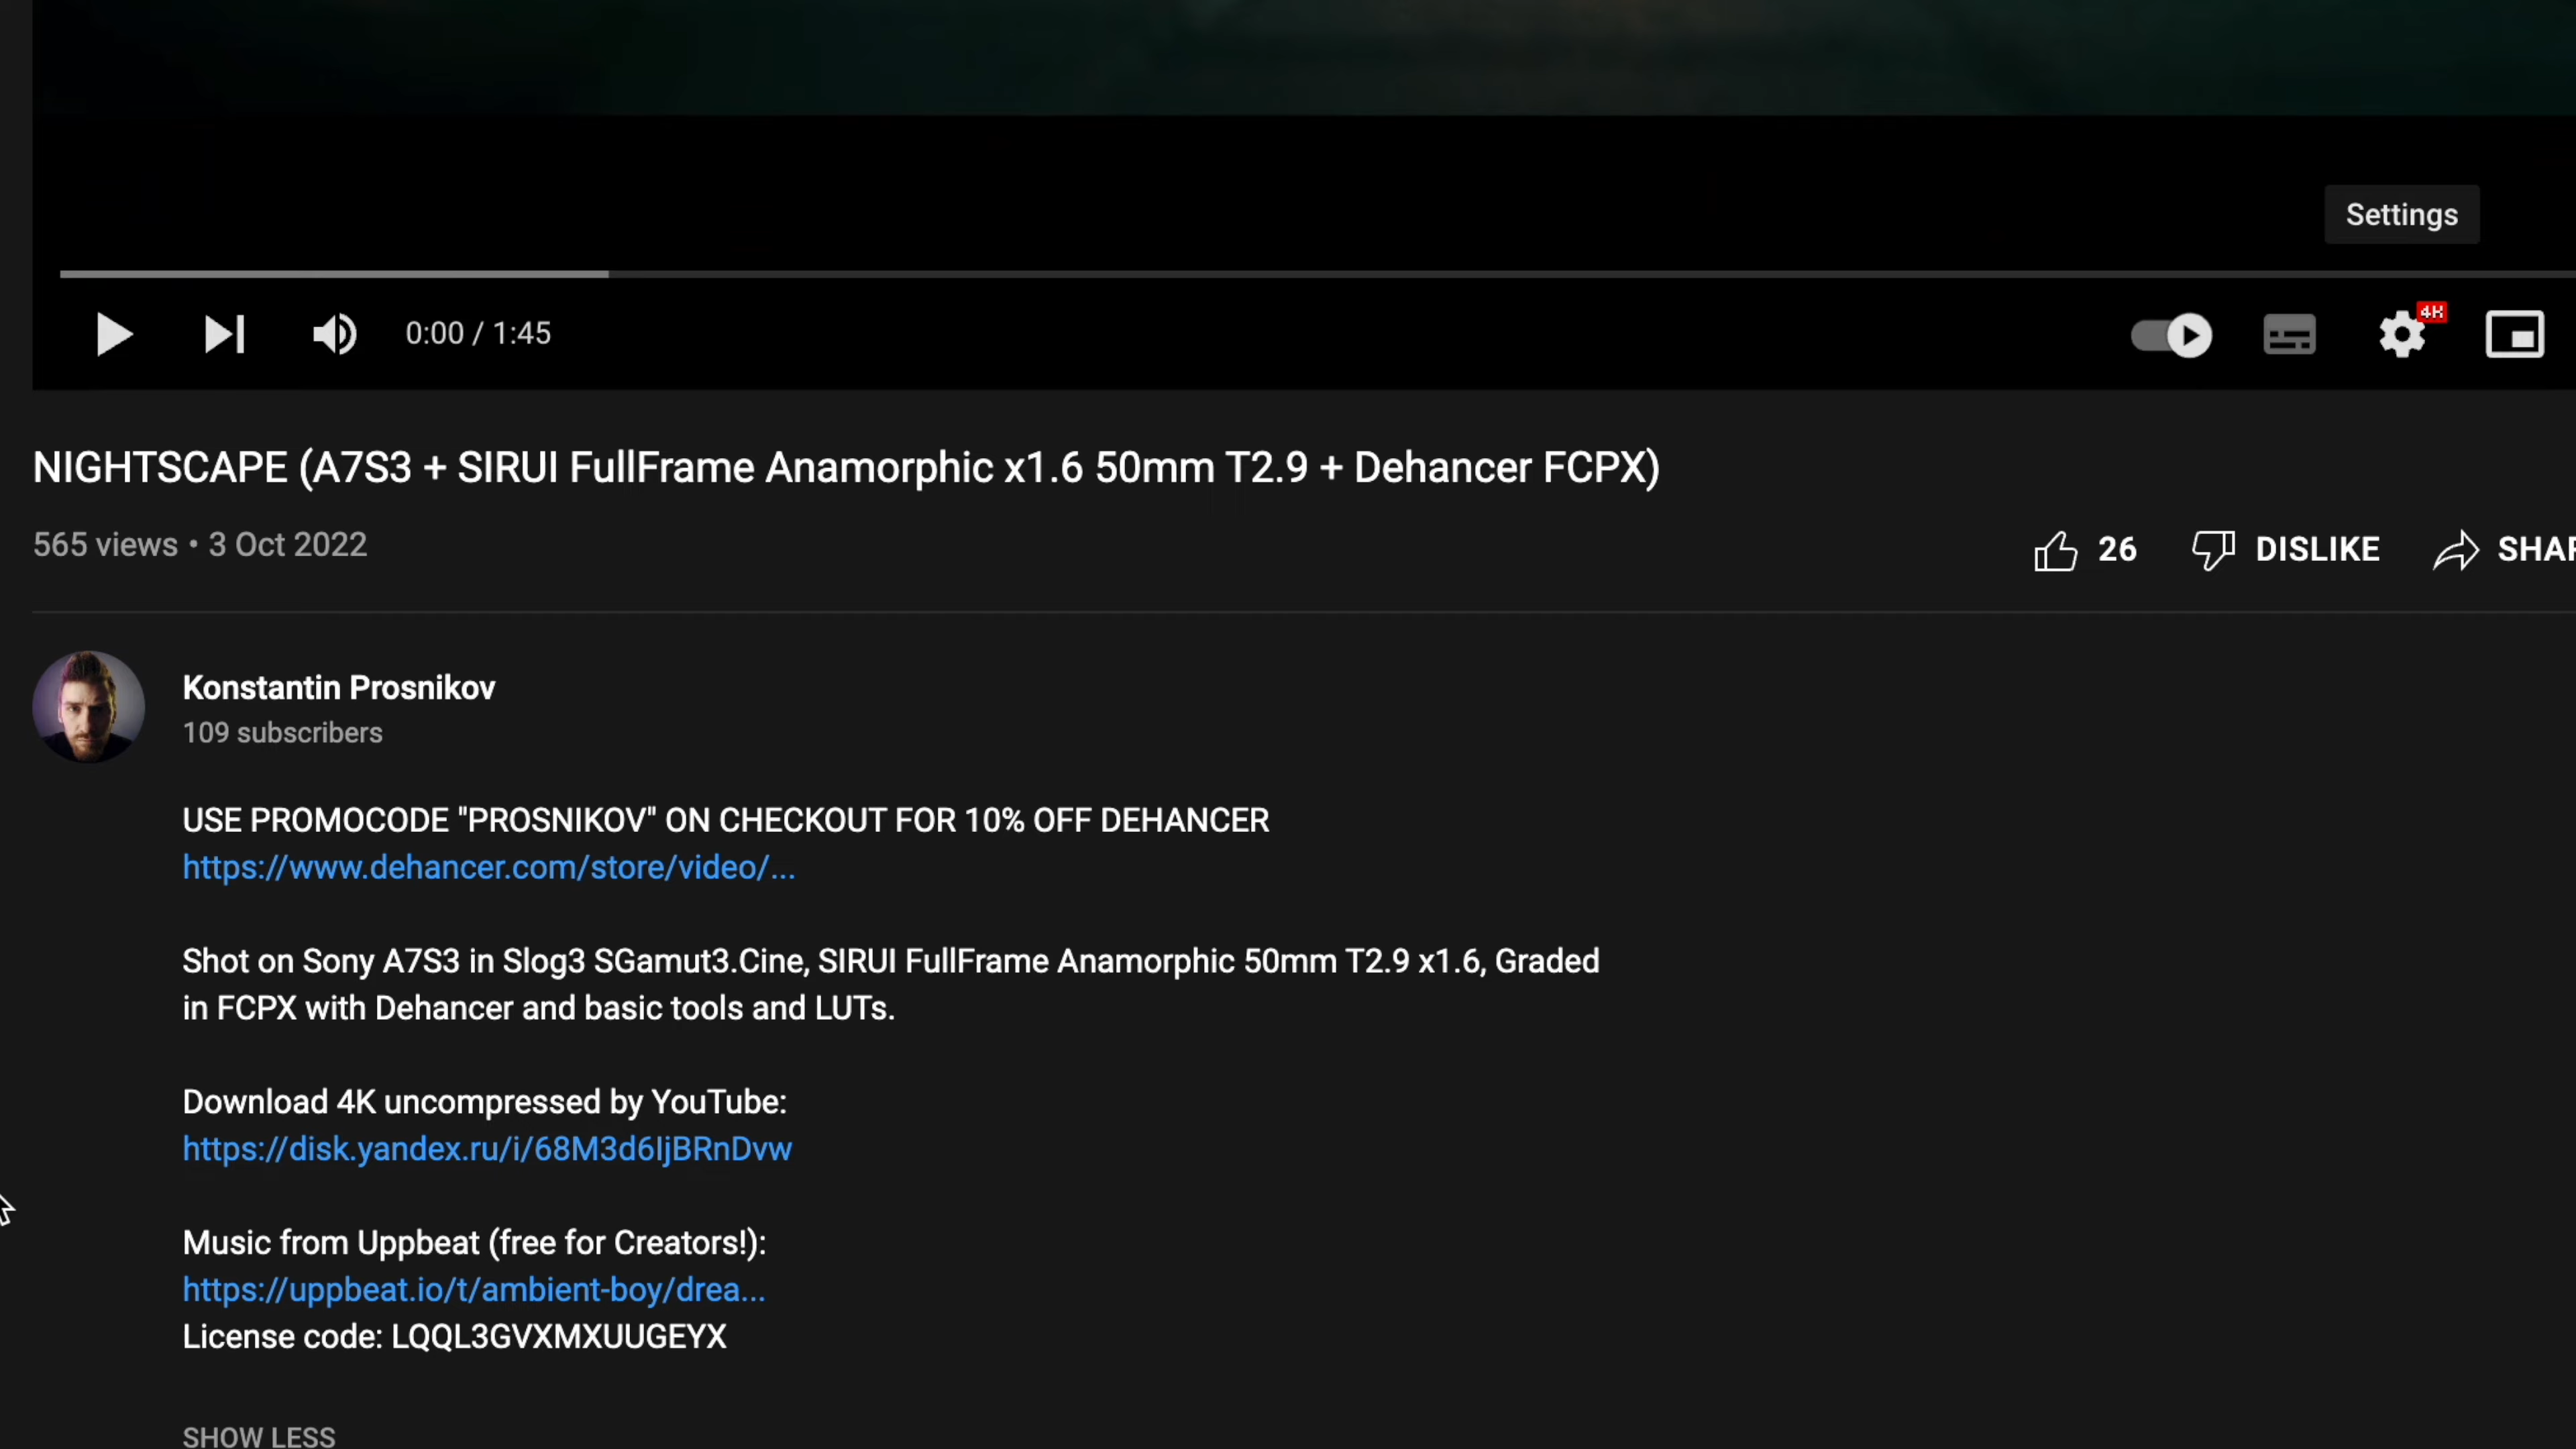 Settings
0:00 / 1:45
4K
NIGHTSCAPE (A7S3 + SIRUI FullFrame Anamorphic x1.6 50mm T2.9 + Dehancer FCPX)
565 views • 3 Oct 2022
26 DISLIKE SHAR
Konstantin Prosnikov
109 subscribers
USE PROMOCODE "PROSNIKOV" ON CHECKOUT FOR 10% OFF DEHANCER
https://www.dehancer.com/store/video/...
Shot on Sony A7S3 in Slog3 SGamut3.Cine, SIRUI FullFrame Anamorphic 50mm T2.9 x1.6, Graded
in FCPX with Dehancer and basic tools and LUTs.
Download 4K uncompressed by YouTube:
https://disk.yandex.ru/i/68M3d6IjBRnDvw
Music from Uppbeat (free for Creators!):
https://uppbeat.io/t/ambient-boy/drea...
License code: LQQL3GVXMXUUGEYX
SHOW LESS